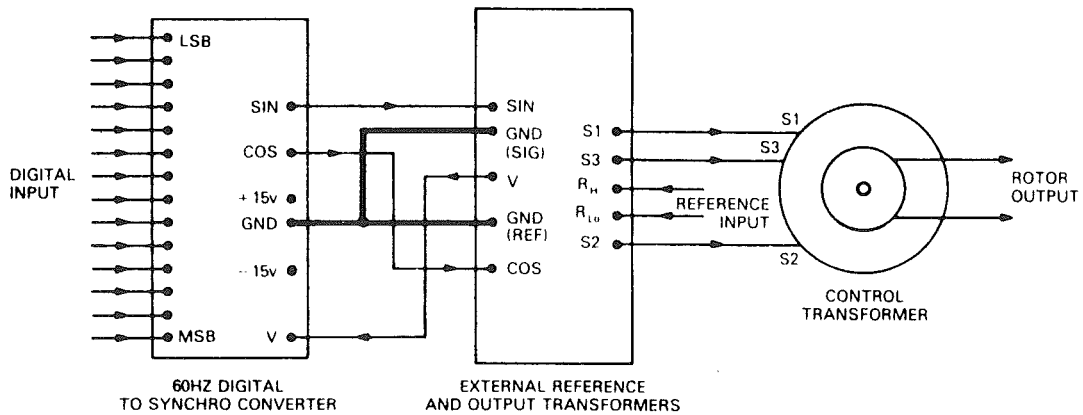 DIGITAL
INPUT
LSB
MSB
SIN
COS
+ 15v
GND
- 15v
V
60HZ DIGITAL
TO SYNCHRO CONVERTER
SIN
GND
(SIG)
V
GND
(REF)
COS
S1
S3
RH
RLO
S2
EXTERNAL REFERENCE
AND OUTPUT TRANSFORMERS
REFERENCE
INPUT
S1
S3
S2
CONTROL
TRANSFORMER
ROTOR
OUTPUT